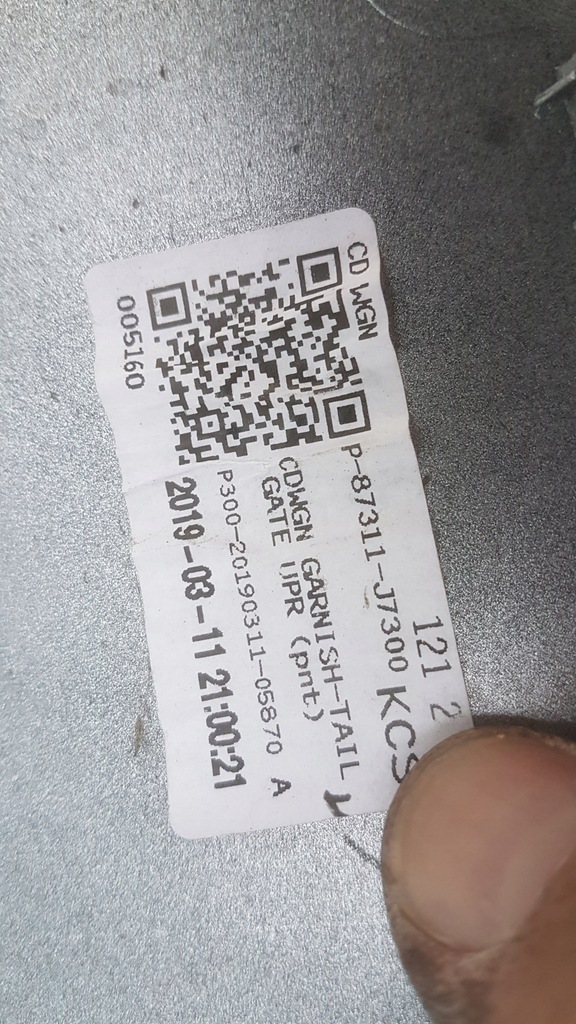 121 2
CD WGN
P-87311-J7300 KCS
CDWGN GARNISH-TAIL
GATE UPR (pnt.)
P300-20190311-05870 A
2019-03-11 21:00:21
005160